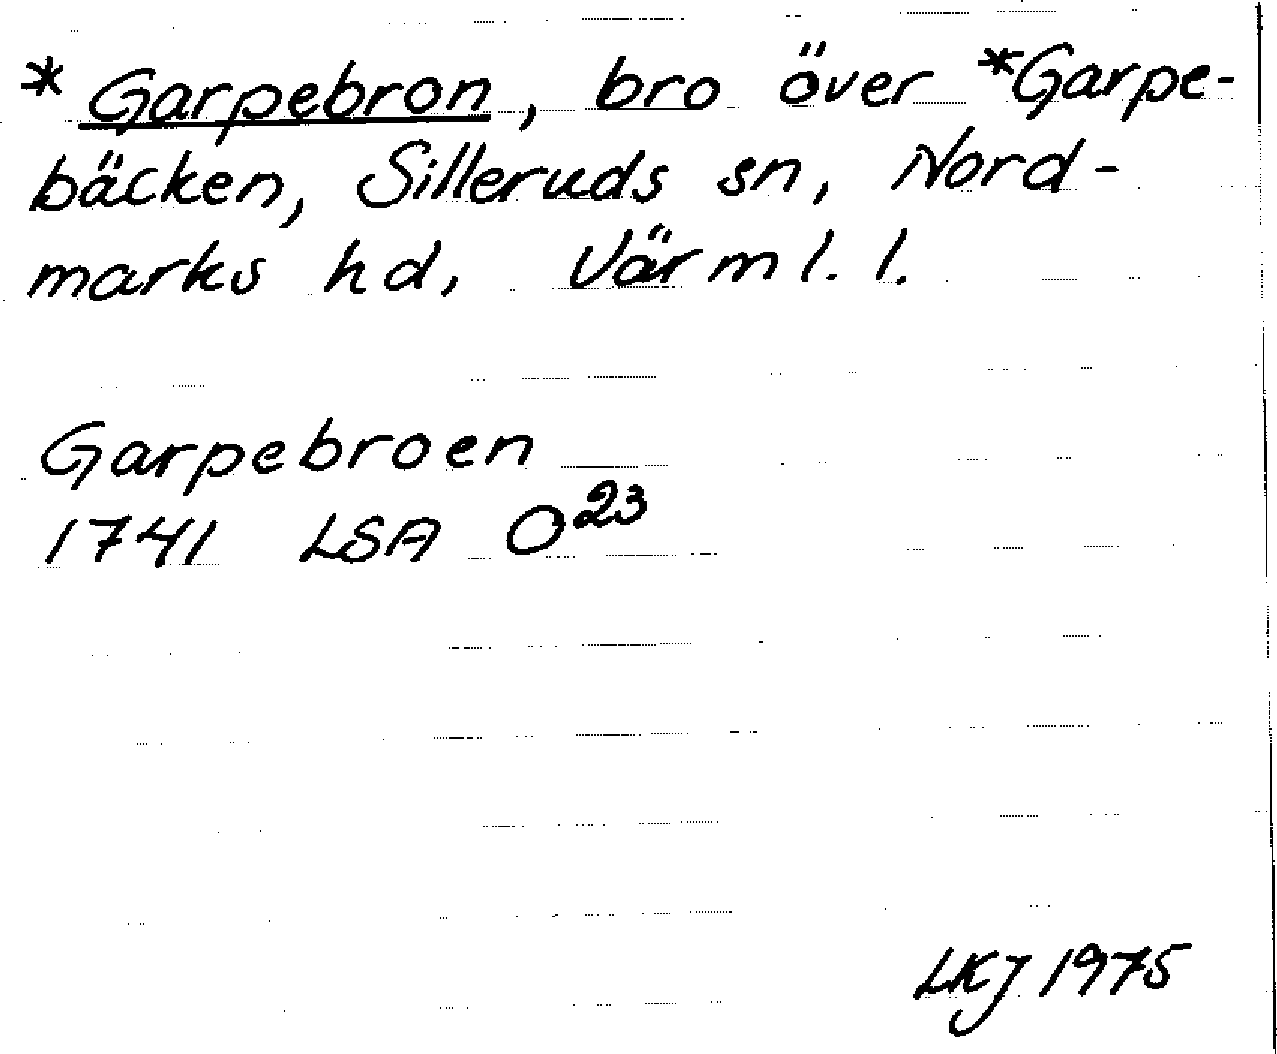 * Garpebron, bro över *Garpe-
bäcken, Silleruds sn, Nord-
marks hd, Värml. l.
Garpebroen
1741 LSA O²³
LKJ 1975